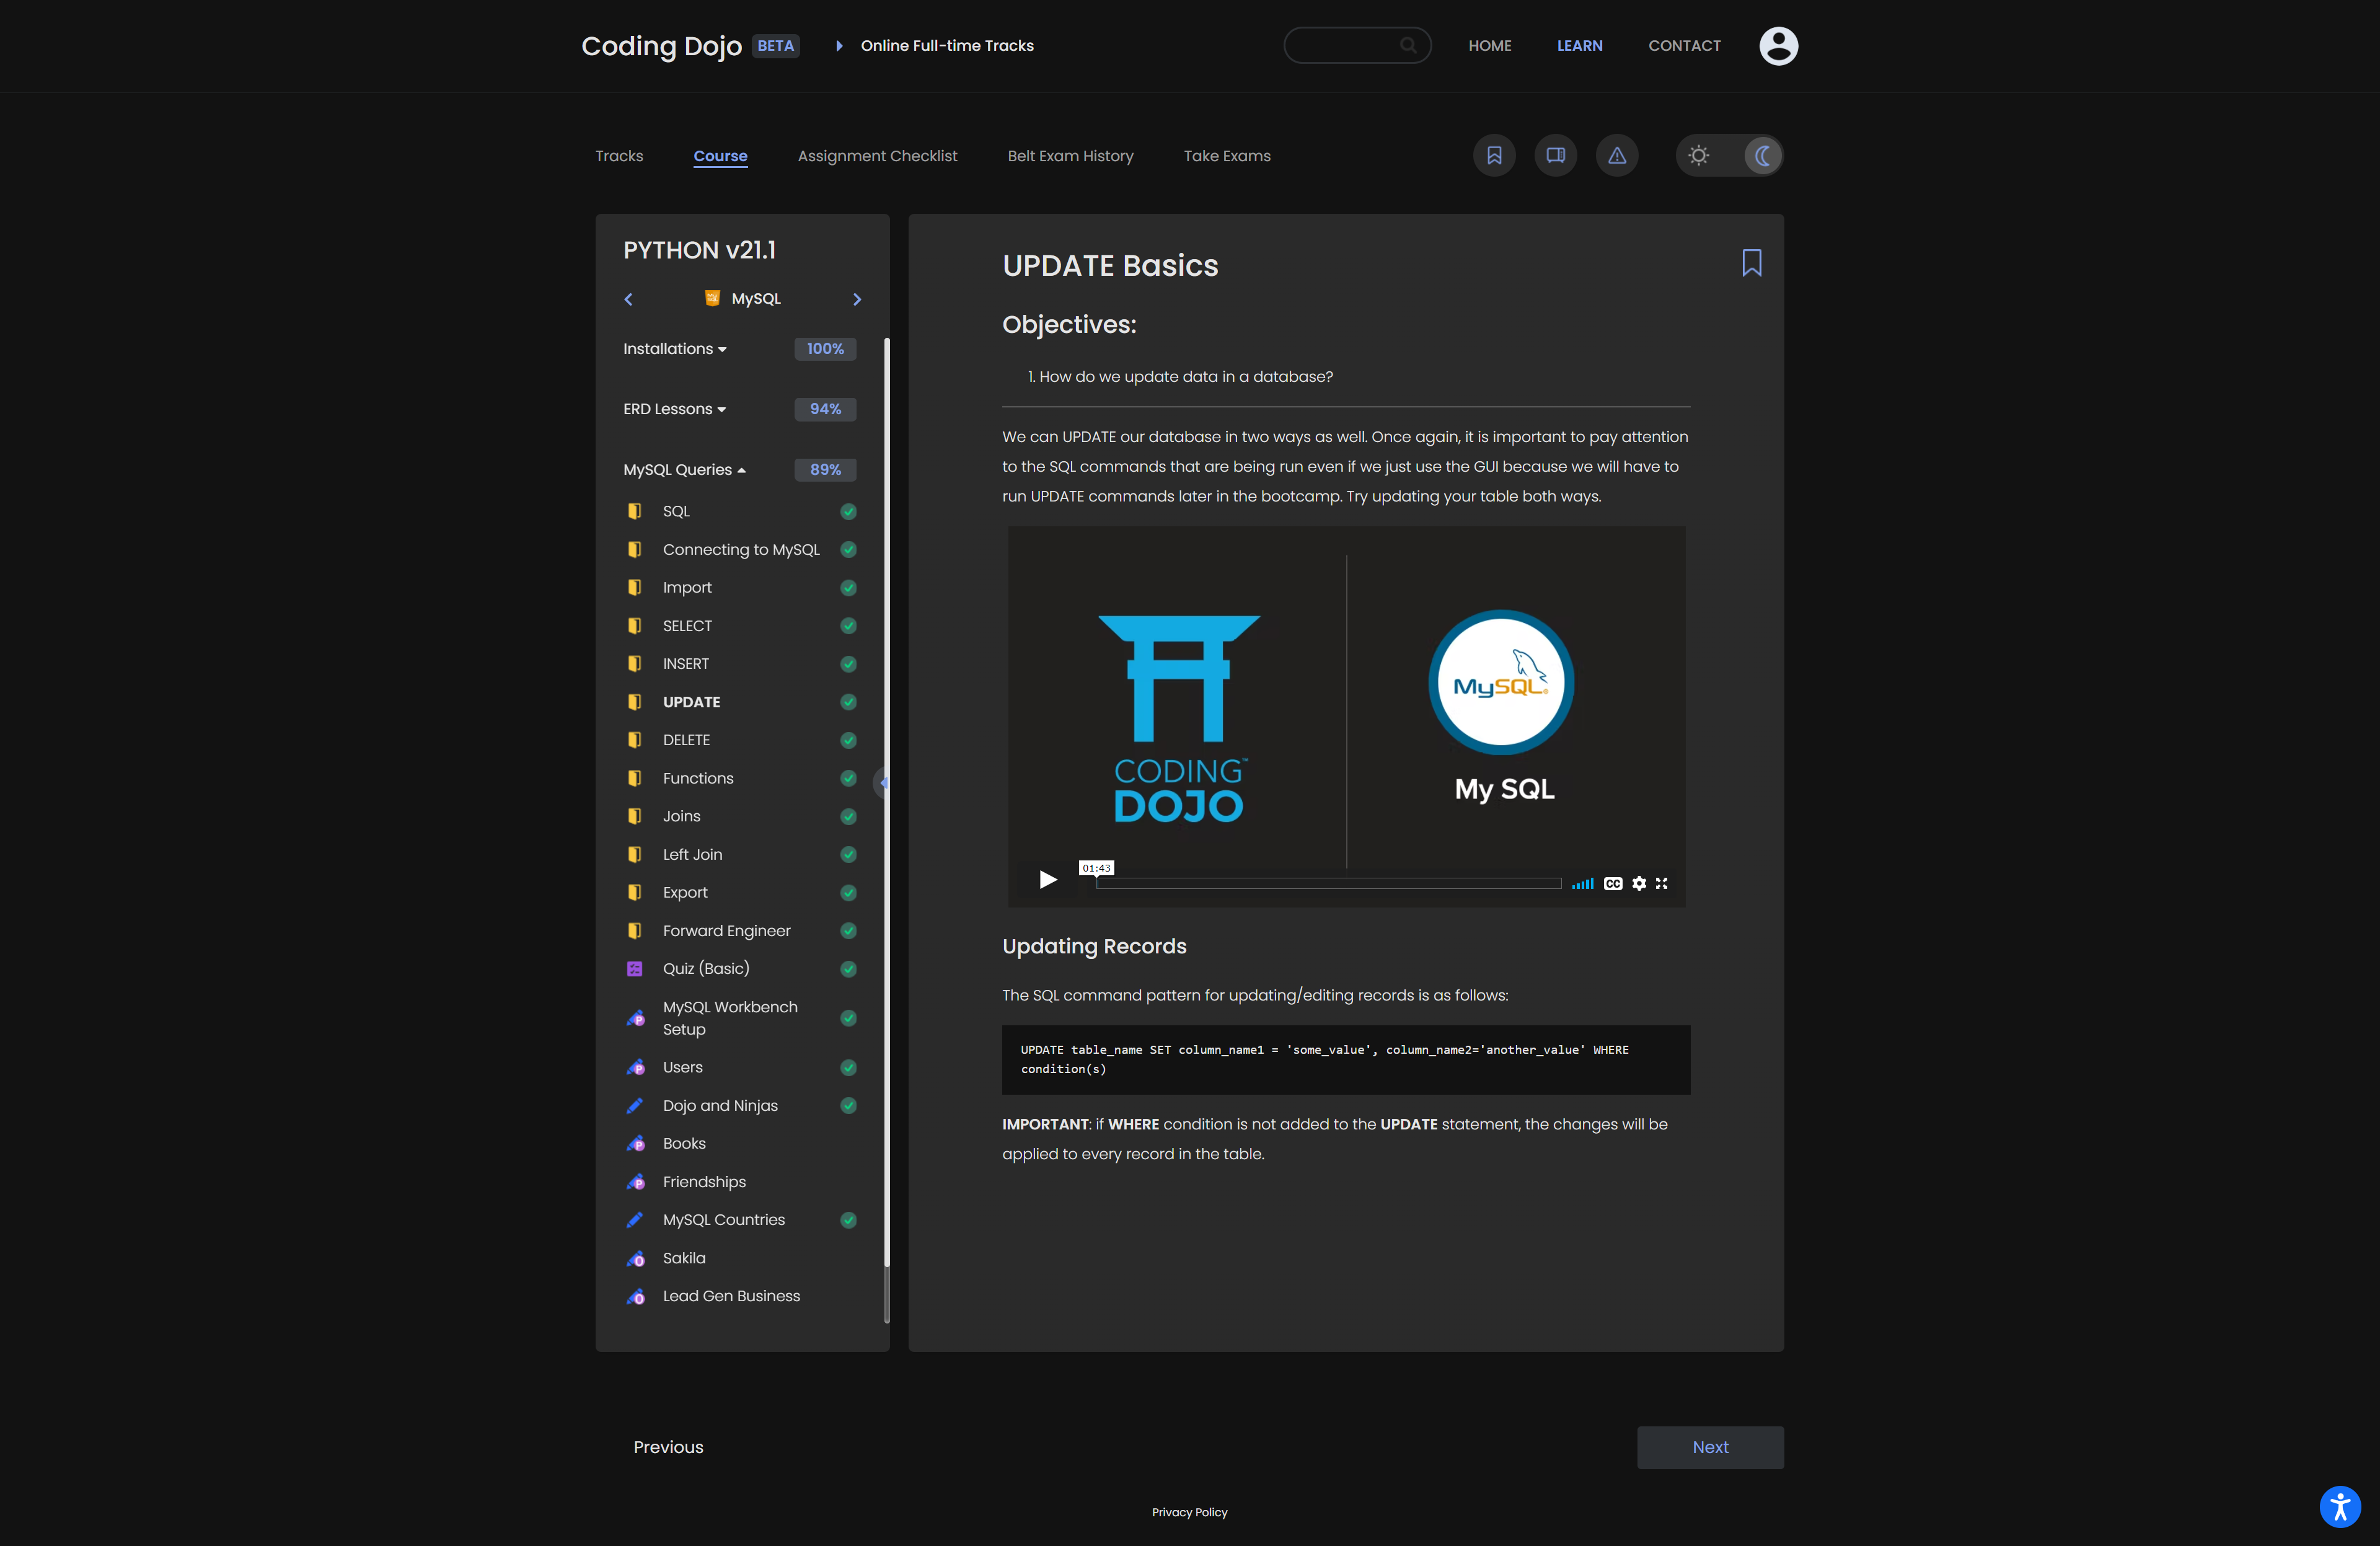 Coding Dojo BETA Online Full-time Tracks HOME LEARN CONTACT
Tracks Course Assignment Checklist Belt Exam History Take Exams
PYTHON v21.1
MySQL
Installations 100%
ERD Lessons 94%
MySQL Queries 89%
SQL
Connecting to MySQL
Import
SELECT
INSERT
UPDATE
DELETE
Functions
Joins
Left Join
Export
Forward Engineer
Quiz (Basic)
MySQL Workbench
Setup
P
Users
P
Dojo and Ninjas
Books
P
Friendships
P
MySQL Countries
Sakila
O
Lead Gen Business
O
UPDATE Basics
Objectives:
1. How do we update data in a database?
We can UPDATE our database in two ways as well. Once again, it is important to pay attention
to the SQL commands that are being run even if we just use the GUI because we will have to
run UPDATE commands later in the bootcamp. Try updating your table both ways.
CODING™
DOJO
MySQL®
My SQL
01:43
CC
Updating Records
The SQL command pattern for updating/editing records is as follows:
UPDATE table_name SET column_name1 = 'some_value', column_name2='another_value' WHERE
condition(s)
IMPORTANT: if WHERE condition is not added to the UPDATE statement, the changes will be
applied to every record in the table.
Previous
Next
Privacy Policy